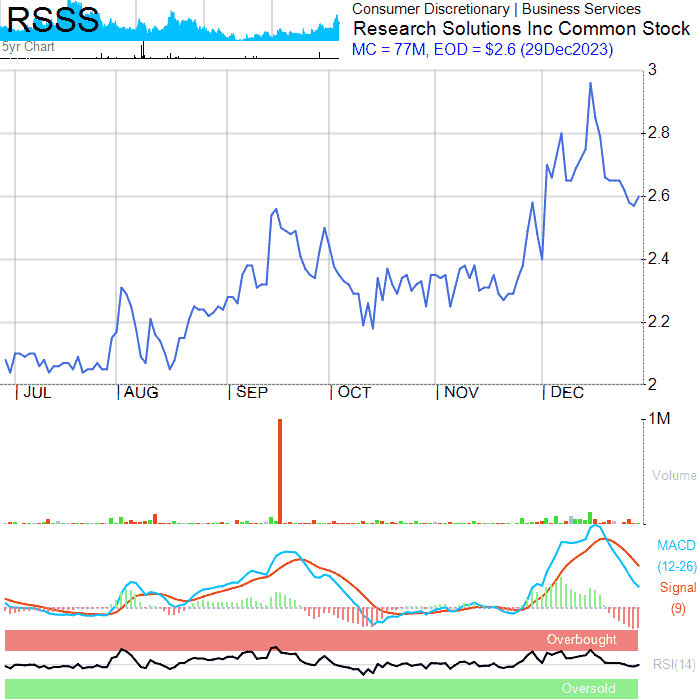 RSSS
5yr Chart
Consumer Discretionary | Business Services
Research Solutions Inc Common Stock
MC = 77M, EOD = $2.6 (29Dec2023)
3
2.8
2.6
2.4
2.2
2
JUL AUG SEP OCT NOV DEC
1M
Volume
MACD
(12-26)
Signal
(9)
Overbought
RSI(14)
Oversold